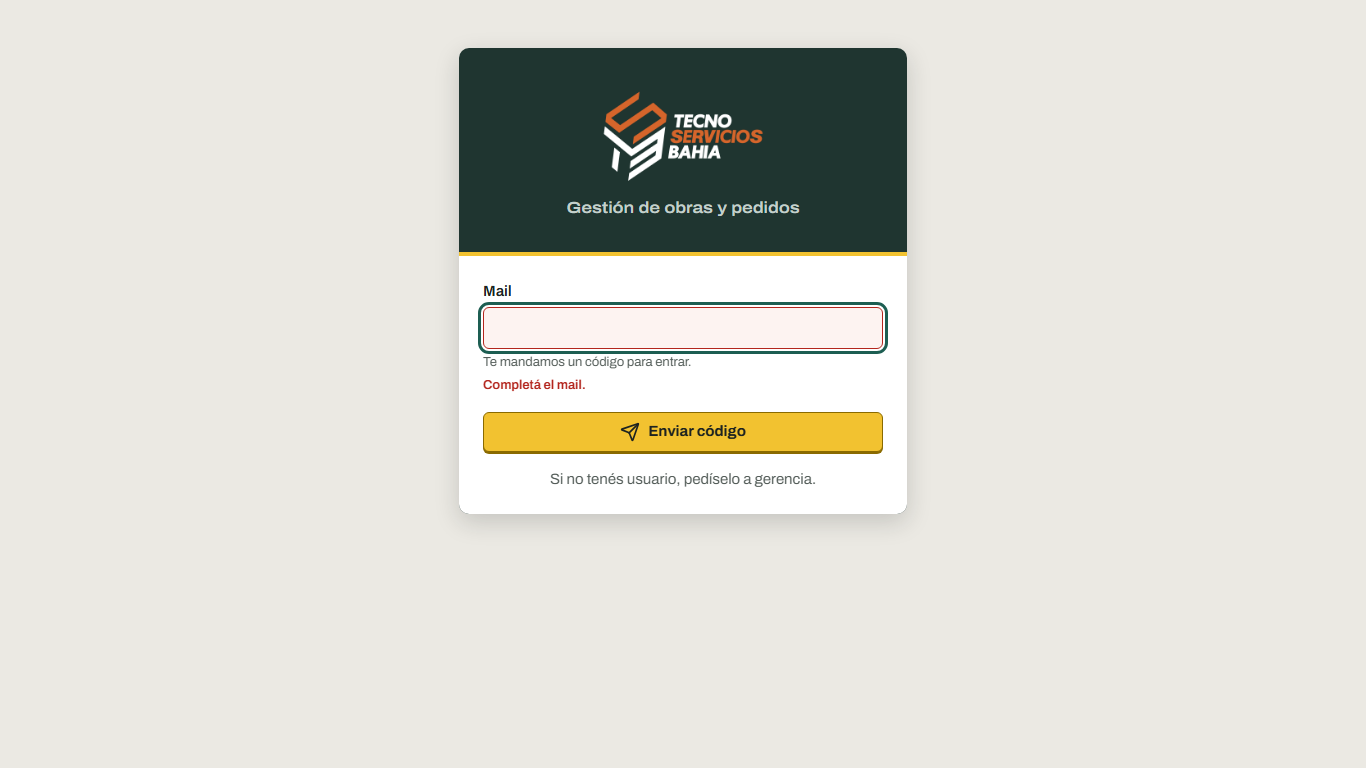 TECNO
SERVICIOS
BAHIA
Gestión de obras y pedidos
Mail
Te mandamos un código para entrar.
Completá el mail.
Enviar código
Si no tenés usuario, pedíselo a gerencia.